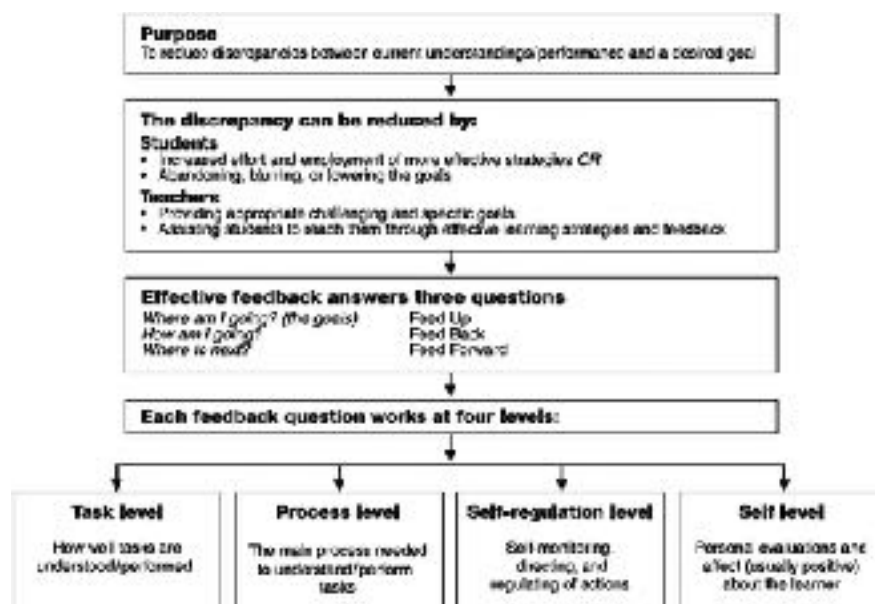 Purpose
To reduce discrepancies between current understandings/performance and a desired goal
The discrepancy can be reduced by:
Students
• Increased effort and employment of more effective strategies OR
• Abandoning, blurring, or lowering the goals
Teachers
• Providing appropriate challenging and specific goals
• Assisting students to reach them through effective learning strategies and feedback
Effective feedback answers three questions
Where am I going? (the goals) Feed Up
How am I going? Feed Back
Where to next? Feed Forward
Each feedback question works at four levels:
Task level
How well tasks are
understood/performed
Process level
The main process needed
to understand/perform
tasks
Self-regulation level
Self-monitoring,
directing, and
regulating of actions
Self level
Personal evaluations and
affect (usually positive)
about the learner